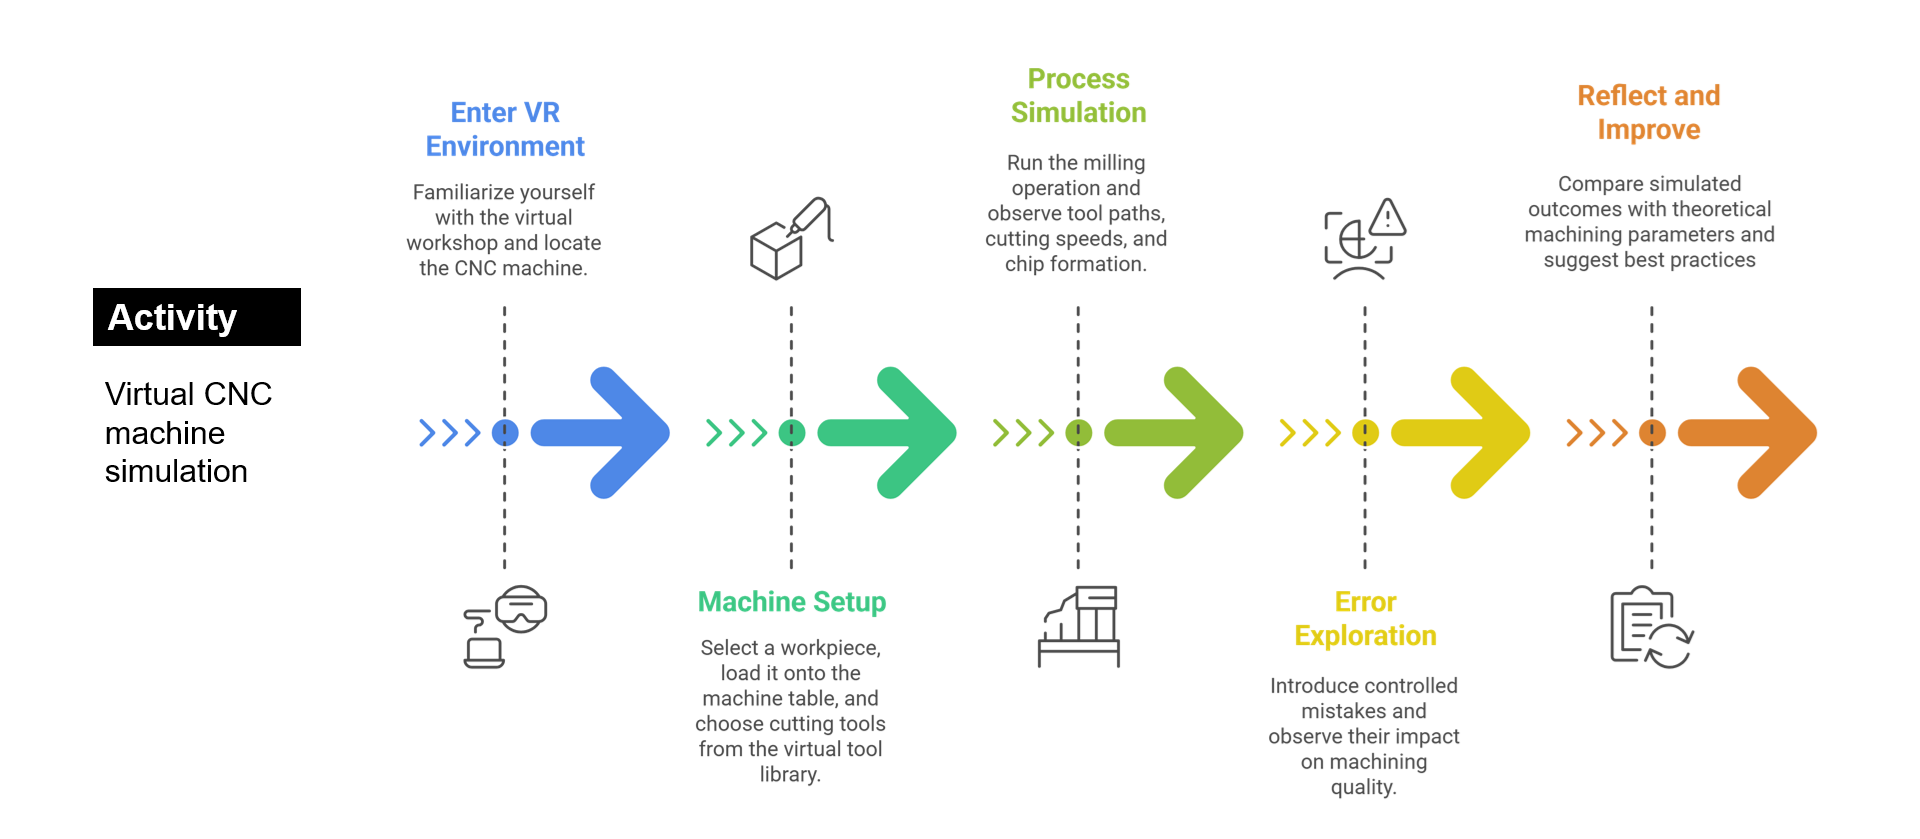 Activity
Virtual CNC
machine
simulation
Enter VR
Environment
Familiarize yourself
with the virtual
workshop and locate
the CNC machine.
Machine Setup
Select a workpiece,
load it onto the
machine table, and
choose cutting tools
from the virtual tool
library.
Process
Simulation
Run the milling
operation and
observe tool paths,
cutting speeds, and
chip formation.
Error
Exploration
Introduce controlled
mistakes and
observe their impact
on machining
quality.
Reflect and
Improve
Compare simulated
outcomes with theoretical
machining parameters and
suggest best practices